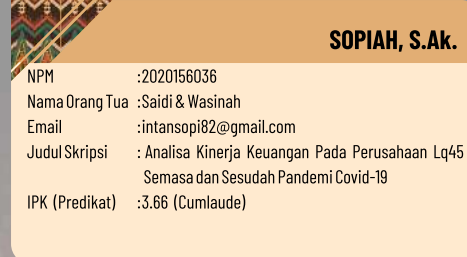 SOPIAH, S.Ak.
NPM :2020156036
Nama Orang Tua :Saidi & Wasinah
Email :intansopi82@gmail.com
Judul Skripsi : Analisa Kinerja Keuangan Pada Perusahaan Lq45
Semasa dan Sesudah Pandemi Covid-19
IPK (Predikat) :3.66 (Cumlaude)